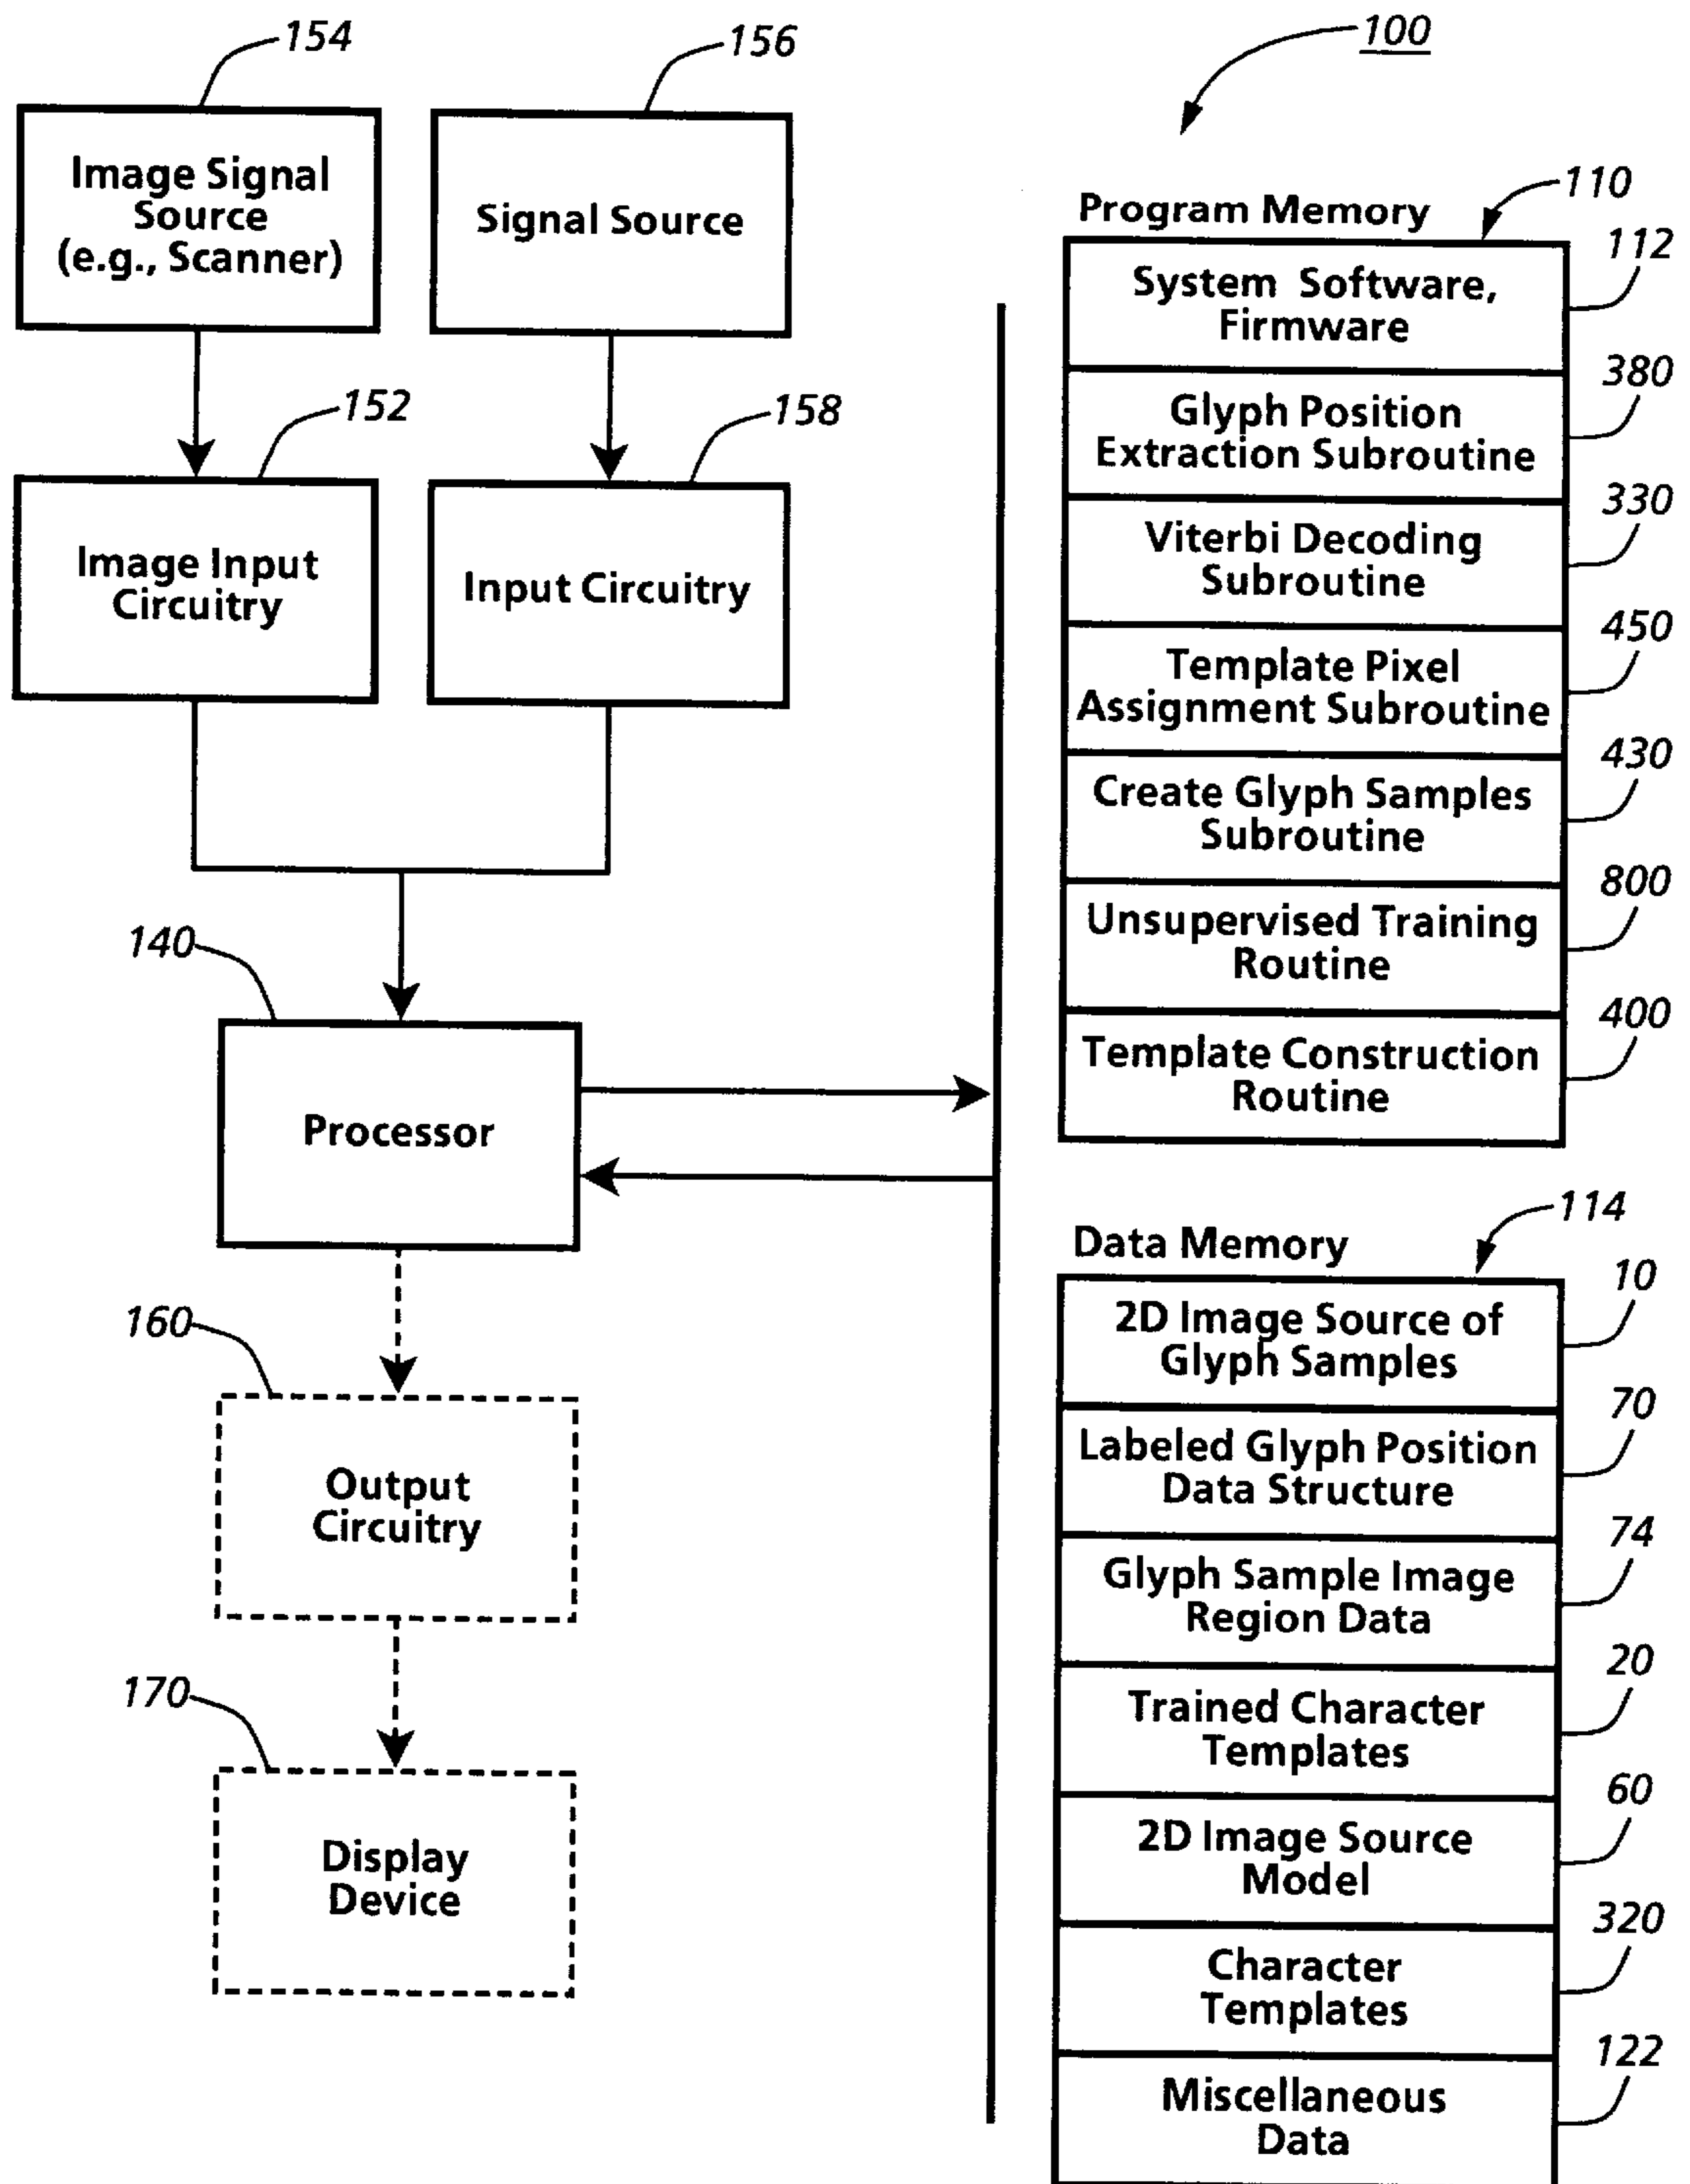 154
156
100
Image Signal
Source
(e.g., Scanner)
Signal Source
152
158
Image Input
Circuitry
Input Circuitry
140
Processor
160
Output
Circuitry
170
Display
Device
Program Memory
110
System Software,
Firmware
112
Glyph Position
Extraction Subroutine
380
Viterbi Decoding
Subroutine
330
Template Pixel
Assignment Subroutine
450
Create Glyph Samples
Subroutine
430
Unsupervised Training
Routine
800
Template Construction
Routine
400
Data Memory
114
2D Image Source of
Glyph Samples
10
Labeled Glyph Position
Data Structure
70
Glyph Sample Image
Region Data
74
Trained Character
Templates
20
2D Image Source
Model
60
Character
Templates
320
Miscellaneous
Data
122